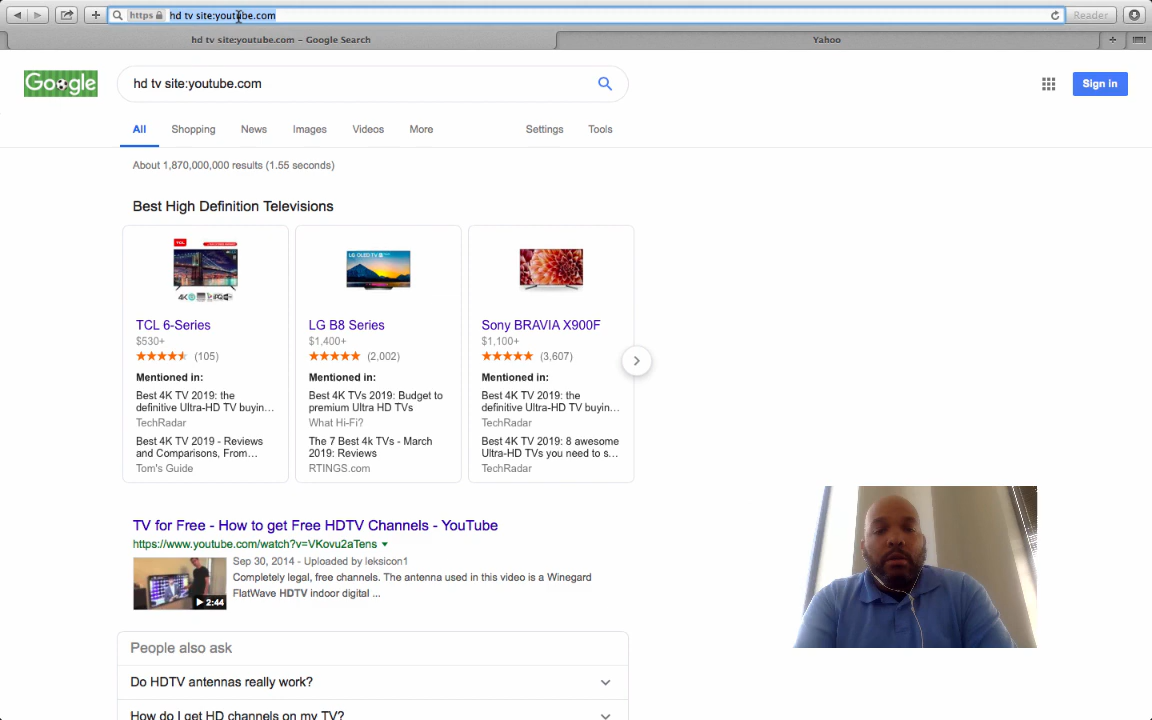 https hd tv site:youtube.com Reader
hd tv site:youtube.com – Google Search
Yahoo
Google
hd tv site:youtube.com
Sign in
All Shopping News Images Videos More Settings Tools
About 1,870,000,000 results (1.55 seconds)
Best High Definition Televisions
TCL
4K
TCL 6-Series
$530+
(105)
Mentioned in:
Best 4K TV 2019: the
definitive Ultra-HD TV buyin...
TechRadar
Best 4K TV 2019 - Reviews
and Comparisons, From...
Tom's Guide
LG OLED TV
LG B8 Series
$1,400+
(2,002)
Mentioned in:
Best 4K TVs 2019: Budget to
premium Ultra HD TVs
What Hi-Fi?
The 7 Best 4k TVs - March
2019: Reviews
RTINGS.com
Sony BRAVIA X900F
$1,100+
(3,607)
Mentioned in:
Best 4K TV 2019: the
definitive Ultra-HD TV buyin...
TechRadar
Best 4K TV 2019: 8 awesome
Ultra-HD TVs you need to s...
TechRadar
TV for Free - How to get Free HDTV Channels - YouTube
https://www.youtube.com/watch?v=VKovu2aTens
Sep 30, 2014 - Uploaded by leksicon1
Completely legal, free channels. The antenna used in this video is a Winegard
FlatWave HDTV indoor digital ...
2:44
People also ask
Do HDTV antennas really work?
How do I get HD channels on my TV?